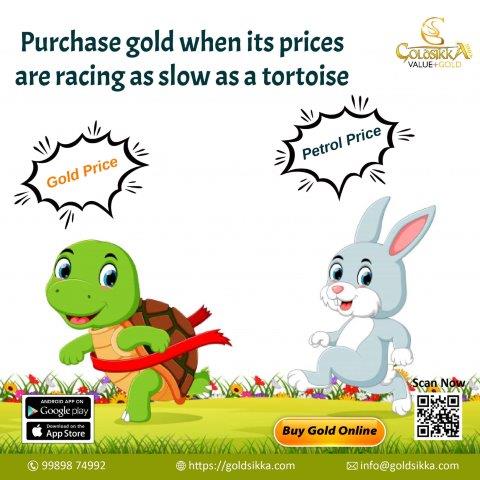 Purchase gold when its prices
are racing as slow as a tortoise
GOLDSIKKA
VALUE+GOLD
Gold Price
Petrol Price
Scan Now
ANDROID APP ON
Google play
Download on the
App Store
Buy Gold Online
99898 74992
https://goldsikka.com
info@goldsikka.com